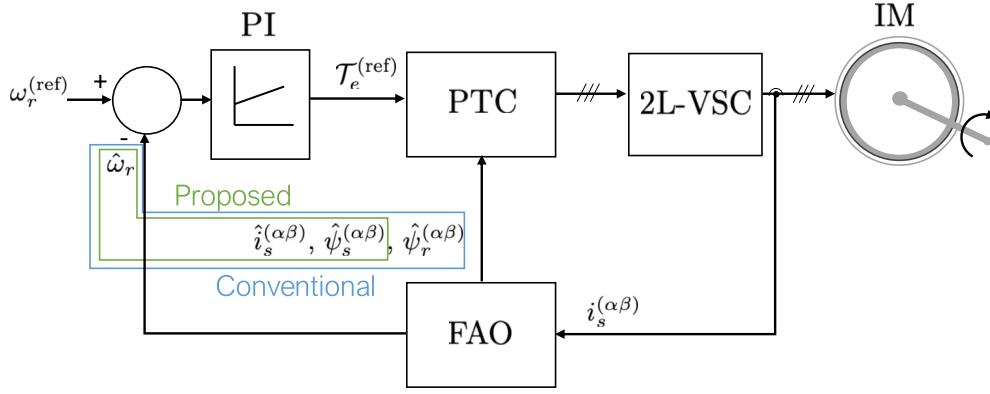 IM
PI
ω_r^(ref)
+
𝒯_e^(ref)
PTC
2L-VSC
-
ω̂_r
Proposed
î_s^(αβ), ψ̂_s^(αβ), ψ̂_r^(αβ)
Conventional
FAO
i_s^(αβ)